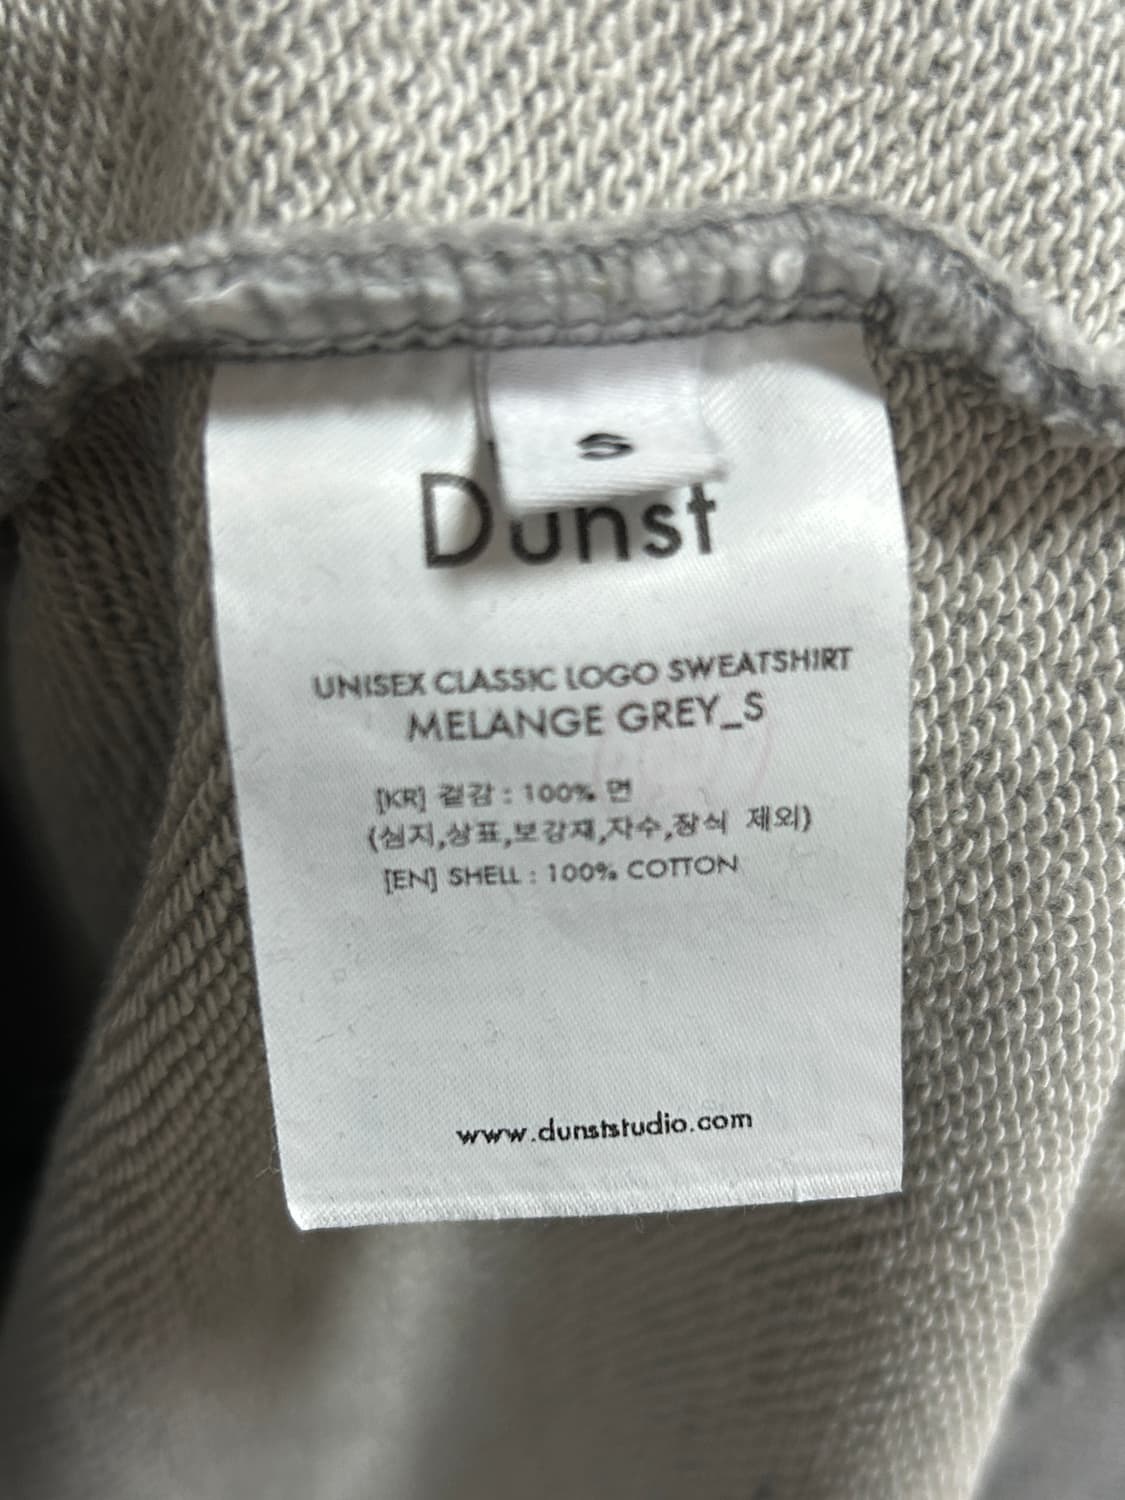 S
Dunst
UNISEX CLASSIC LOGO SWEATSHIRT
MELANGE GREY_S
[KR] 겉감 : 100% 면
(심지,상표,보강재,자수,장식 제외)
[EN] SHELL : 100% COTTON
www.dunststudio.com